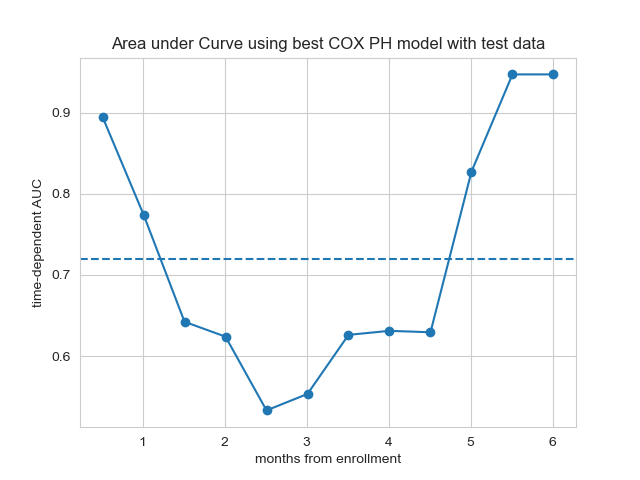 Area under Curve using best COX PH model with test data
time-dependent AUC
0.9
0.8
0.7
0.6
1 2 3 4 5 6
months from enrollment